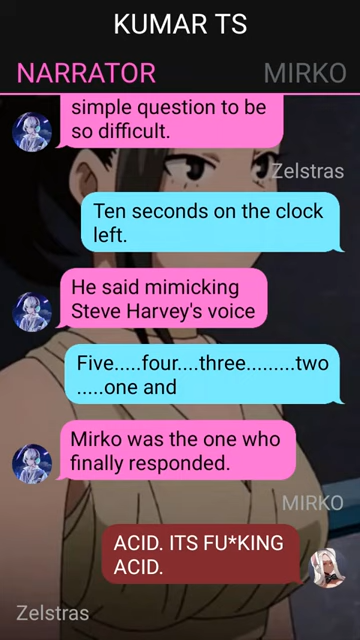 KUMAR TS
NARRATOR MIRKO
simple question to be
so difficult.
Zelstras
Ten seconds on the clock
left.
He said mimicking
Steve Harvey's voice
Five.....four....three.........two
.....one and
Mirko was the one who
finally responded.
MIRKO
ACID. ITS FU*KING
ACID.
Zelstras